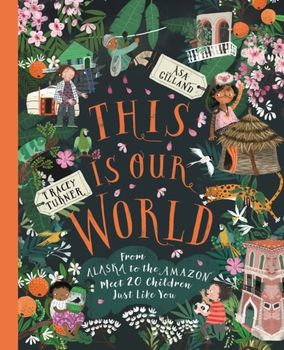 ÅSA
GILLAND
THIS
IS OUR
WORLD
TRACEY
TURNER
From
ALASKA to the AMAZON
Meet 20 Children
Just Like You